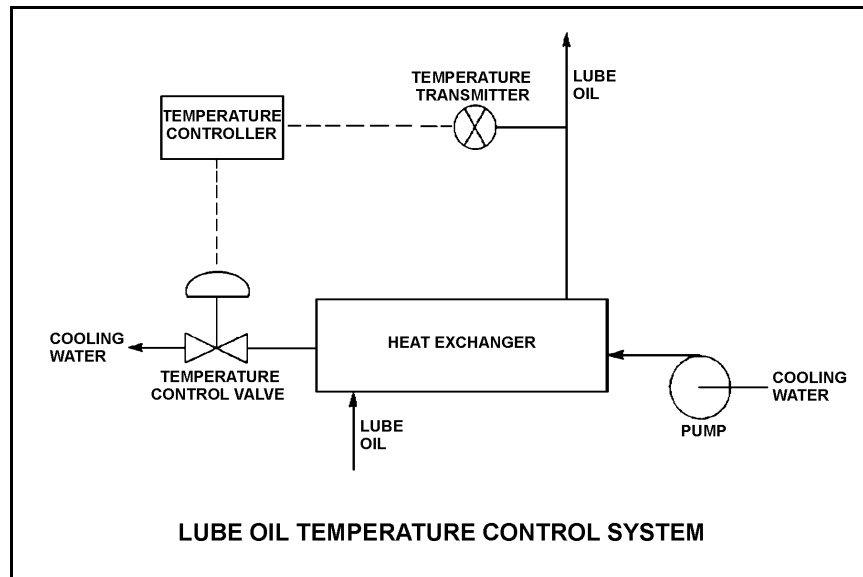 TEMPERATURE
TRANSMITTER
LUBE
OIL
TEMPERATURE
CONTROLLER
COOLING
WATER
TEMPERATURE
CONTROL VALVE
HEAT EXCHANGER
LUBE
OIL
COOLING
WATER
PUMP
LUBE OIL TEMPERATURE CONTROL SYSTEM